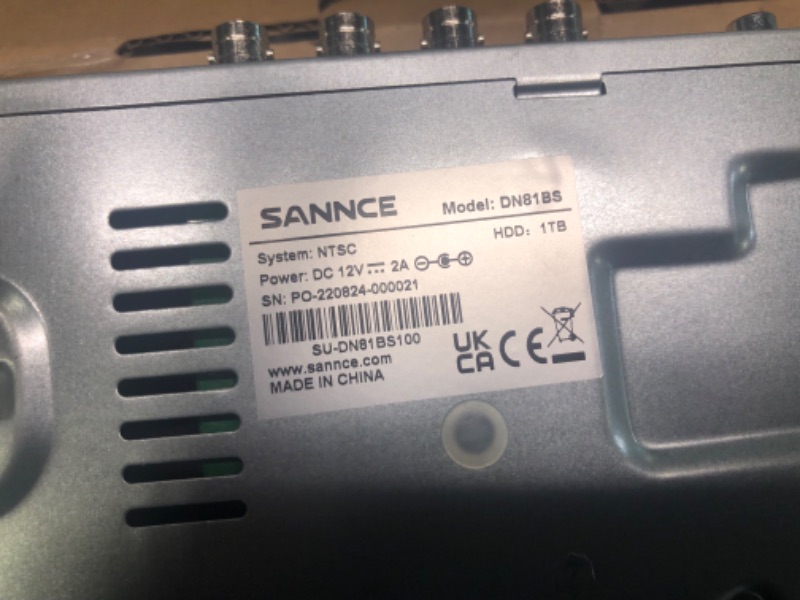 SANNCE Model: DN81BS
System: NTSC HDD: 1TB
Power: DC 12V 2A
SN: PO-220824-000021
SU-DN81BS100
www.sannce.com
MADE IN CHINA
UK
CA CE